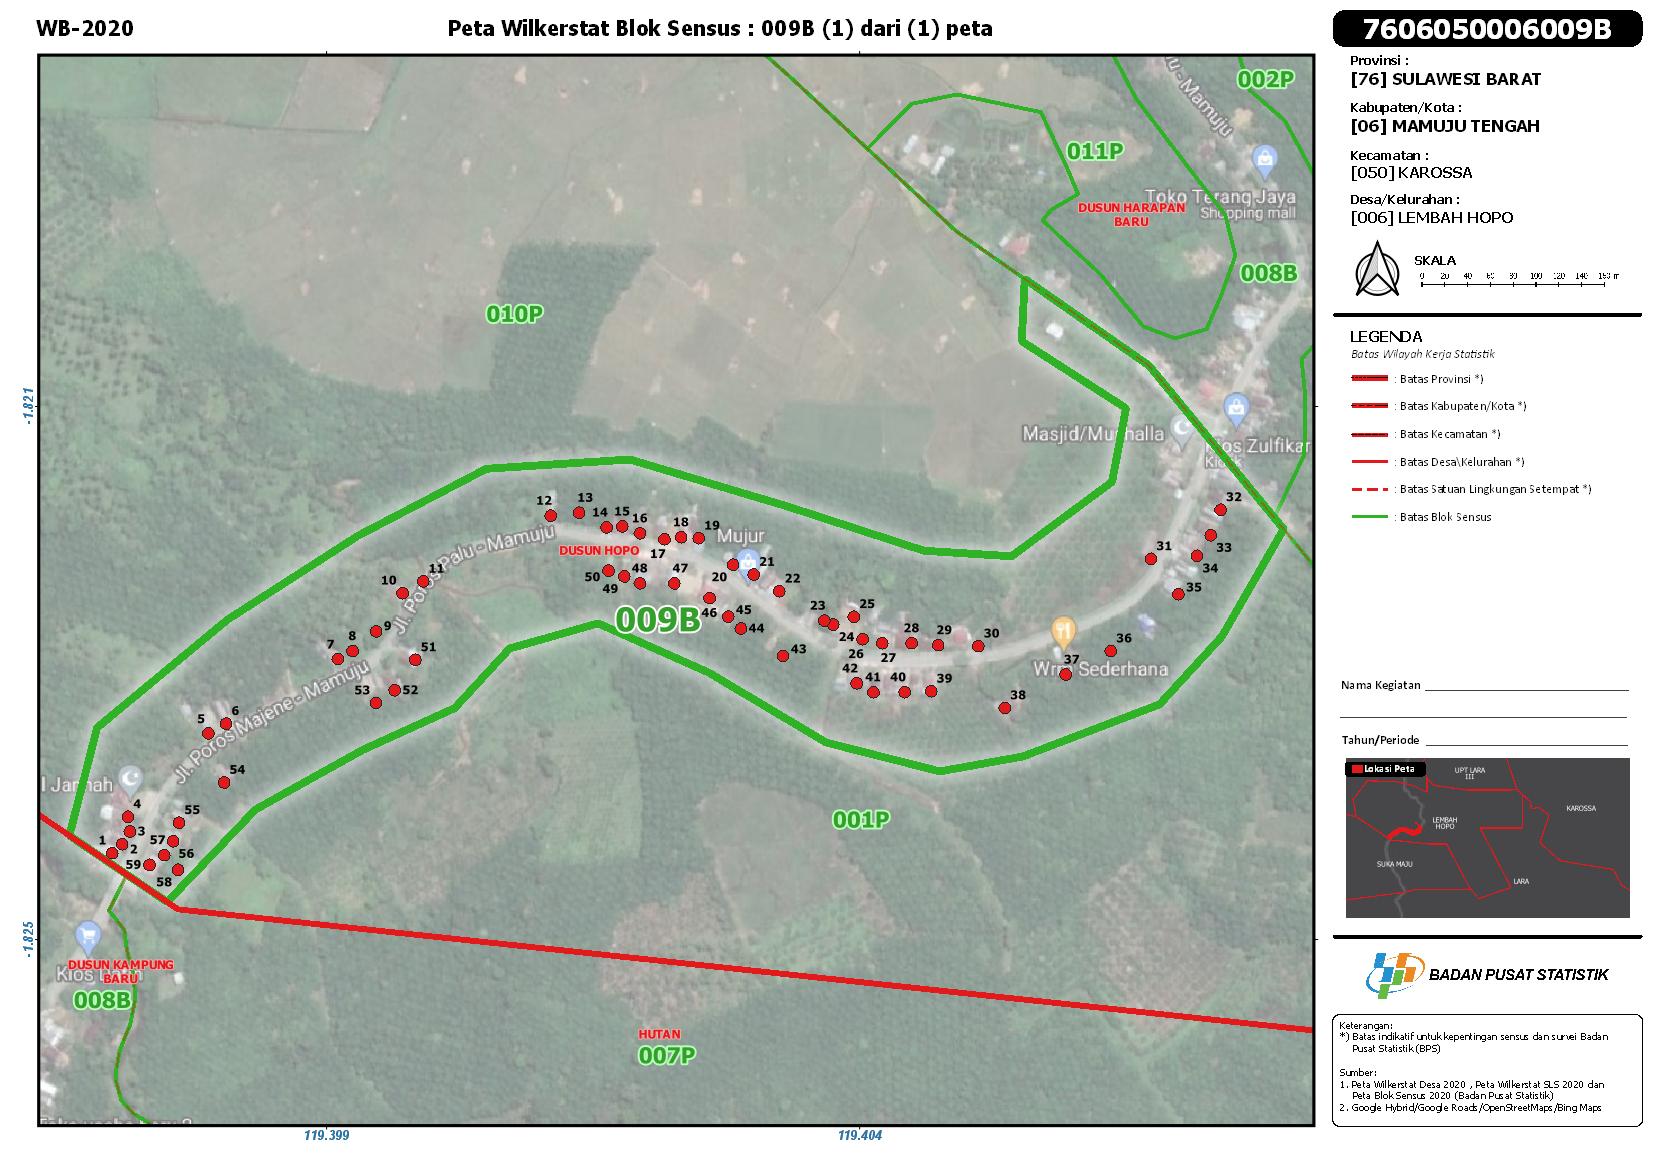 WB-2020
Peta Wilkerstat Blok Sensus : 009B (1) dari (1) peta
7606050006009B
Provinsi :
[76] SULAWESI BARAT
Kabupaten/Kota :
[06] MAMUJU TENGAH
Kecamatan :
[050] KAROSSA
Desa/Kelurahan :
[006] LEMBAH HOPO
SKALA
0 20 40 60 80 100 120 140 153 m
LEGENDA
Batas Wilayah Kerja Statistik
: Batas Provinsi *)
: Batas Kabupaten/Kota *)
: Batas Kecamatan *)
: Batas Desa\Kelurahan *)
: Batas Satuan Lingkungan Setempat *)
: Batas Blok Sensus
Nama Kegiatan
Tahun/Periode
Lokasi Peta
UPT LARA
III
KAROSSA
LEMBAH
HOPO
SUKA MAJU
LARA
BADAN PUSAT STATISTIK
Keterangan:
*) Batas indikatif untuk kepentingan sensus dan survei Badan
Pusat Statistik (BPS)
Sumber:
1. Peta Wilkerstat Desa 2020 , Peta Wilkerstat SLS 2020 dan
Peta Blok Sensus 2020 (Badan Pusat Statistik)
2. Google Hybrid/Google Roads/OpenStreetMaps/Bing Maps
002P
- Mamuju
011P
Toko Terang Jaya
Shopping mall
DUSUN HARAPAN
BARU
008B
010P
-1.821
Masjid/Mushalla
Kios Zulfikar
Kiosk
12
13
14
15
16
17
18
19
Mujur
32
33
34
31
35
Jl. Poros Palu - Mamuju
DUSUN HOPO
10
11
50
49
48
47
20
21
22
46
45
44
43
009B
23
24
25
26
27
28
29
30
36
37
Wrm Sederhana
7
8
9
51
52
53
42
41
40
39
38
Jl. Poros Majene - Mamuju
5
6
54
l Jannah
4
3
1
2
55
57
56
59
58
001P
-1.825
DUSUN KAMPUNG
BARU
Kios
008B
HUTAN
007P
119.399
119.404